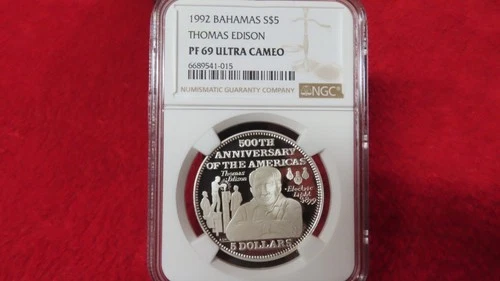 1992 BAHAMAS S$5
THOMAS EDISON
PF 69 ULTRA CAMEO
6689541-015
NUMISMATIC GUARANTY COMPANY
NGC
500TH
ANNIVERSARY
OF THE AMERICAS
Thomas
Edison
Electric
Light
1879
5 DOLLARS